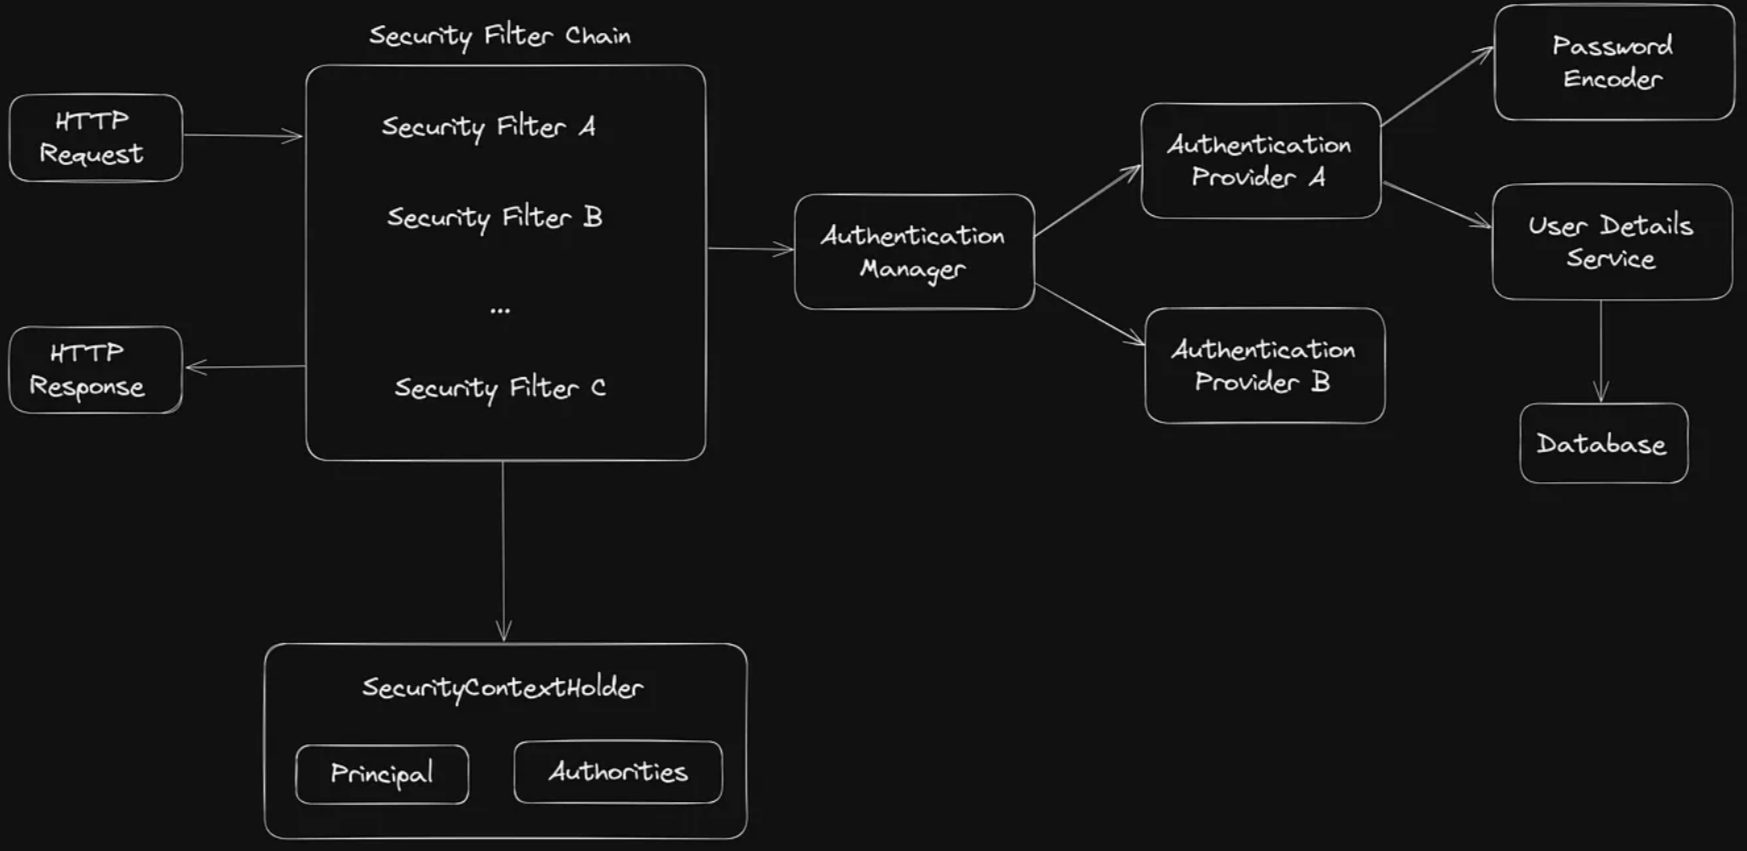 Security Filter Chain
HTTP
Request
Security Filter A
Security Filter B
...
Security Filter C
HTTP
Response
Authentication
Manager
Authentication
Provider A
Authentication
Provider B
Password
Encoder
User Details
Service
Database
SecurityContextHolder
Principal
Authorities